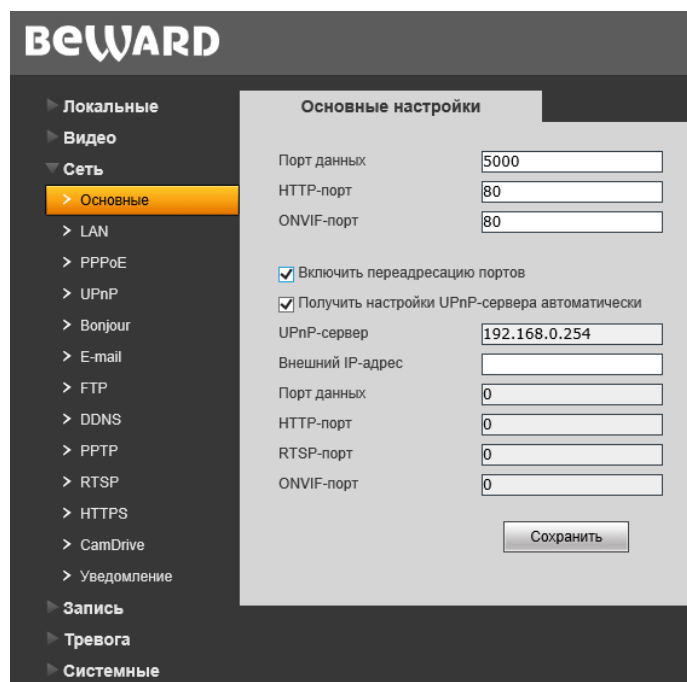 BEWARD
Локальные
Видео
Сеть
Основные
LAN
PPPoE
UPnP
Bonjour
E-mail
FTP
DDNS
PPTP
RTSP
HTTPS
CamDrive
Уведомление
Запись
Тревога
Системные
Основные настройки
Порт данных 5000
HTTP-порт 80
ONVIF-порт 80
Включить переадресацию портов
Получить настройки UPnP-сервера автоматически
UPnP-сервер 192.168.0.254
Внешний IP-адрес
Порт данных 0
HTTP-порт 0
RTSP-порт 0
ONVIF-порт 0
Сохранить